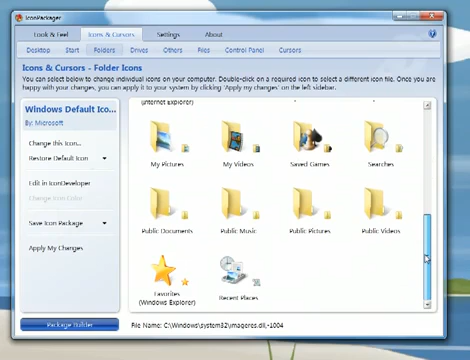 IconPackager
Look & Feel
Icons & Cursors
Settings
About
Desktop
Start
Folders
Drives
Others
Files
Control Panel
Cursors
Icons & Cursors - Folder Icons
You can select below to change individual icons on your computer. Double-click on a required icon to select a different icon file. Once you are
happy with your changes, you can apply it to your system by clicking 'Apply my changes' on the left sidebar.
Windows Default Ico...
By: Microsoft
Change this Icon...
Restore Default Icon
Edit in IconDeveloper
Change Icon Color
Save Icon Package
Apply My Changes
Package Builder
(Internet Explorer)
My Pictures
My Videos
Saved Games
Searches
Public Documents
Public Music
Public Pictures
Public Videos
Favorites
(Windows Explorer)
Recent Places
File Name: C:\Windows\system32\imageres.dll,-1004